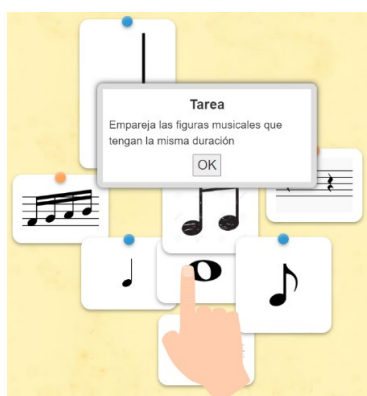 Tarea
Empareja las figuras musicales que
tengan la misma duración
OK